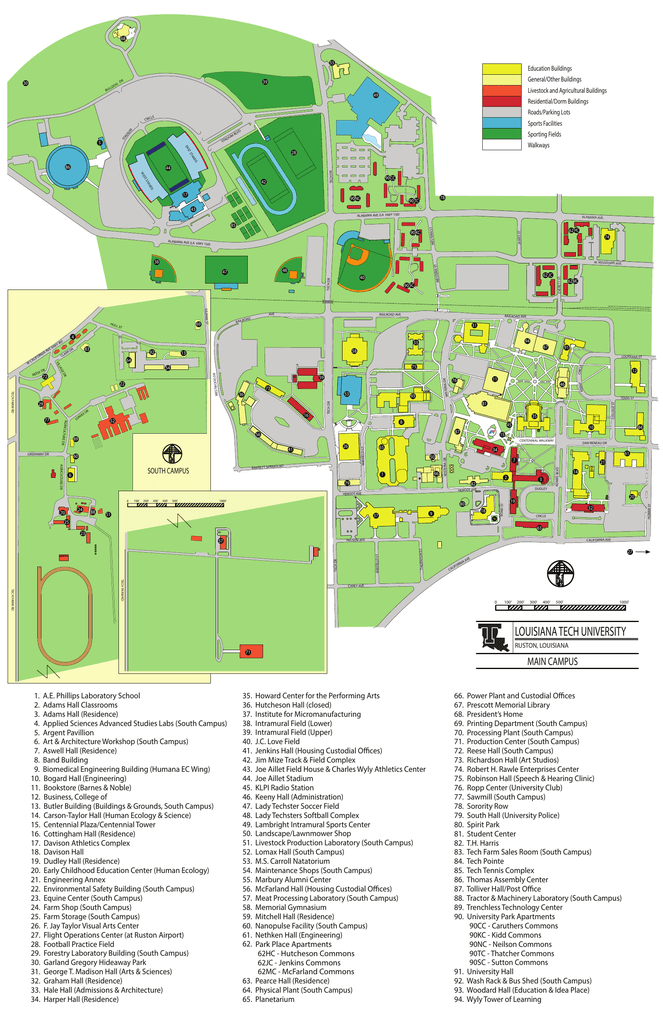 Education Buildings
General/Other Buildings
Livestock and Agricultural Buildings
Residential/Dorm Buildings
Roads/Parking Lots
Sports Facilities
Sporting Fields
Walkways
ALABAMA AVE
RAILROAD AVE
CENTENNIAL WALKWAY
CALIFORNIA AVE
SOUTH CAMPUS
LOUISIANA TECH UNIVERSITY
RUSTON, LOUISIANA
MAIN CAMPUS
1. A.E. Phillips Laboratory School
2. Adams Hall Classrooms
3. Adams Hall (Residence)
4. Applied Sciences Advanced Studies Labs (South Campus)
5. Argent Pavillion
6. Art & Architecture Workshop (South Campus)
7. Aswell Hall (Residence)
8. Band Building
9. Biomedical Engineering Building (Humana EC Wing)
10. Bogard Hall (Engineering)
11. Bookstore (Barnes & Noble)
12. Business, College of
13. Butler Building (Buildings & Grounds, South Campus)
14. Carson-Taylor Hall (Human Ecology & Science)
15. Centennial Plaza/Centennial Tower
16. Cottingham Hall (Residence)
17. Davison Athletics Complex
18. Davison Hall
19. Dudley Hall (Residence)
20. Early Childhood Education Center (Human Ecology)
21. Engineering Annex
22. Environmental Safety Building (South Campus)
23. Equine Center (South Campus)
24. Farm Shop (South Campus)
25. Farm Storage (South Campus)
26. F. Jay Taylor Visual Arts Center
27. Flight Operations Center (at Ruston Airport)
28. Football Practice Field
29. Forestry Laboratory Building (South Campus)
30. Garland Gregory Hideaway Park
31. George T. Madison Hall (Arts & Sciences)
32. Graham Hall (Residence)
33. Hale Hall (Admissions & Architecture)
34. Harper Hall (Residence)
35. Howard Center for the Performing Arts
36. Hutcheson Hall (closed)
37. Institute for Micromanufacturing
38. Intramural Field (Lower)
39. Intramural Field (Upper)
40. J.C. Love Field
41. Jenkins Hall (Housing Custodial Offices)
42. Jim Mize Track & Field Complex
43. Joe Aillet Field House & Charles Wyly Athletics Center
44. Joe Aillet Stadium
45. KLPI Radio Station
46. Keeny Hall (Administration)
47. Lady Techster Soccer Field
48. Lady Techsters Softball Complex
49. Lambright Intramural Sports Center
50. Landscape/Lawnmower Shop
51. Livestock Production Laboratory (South Campus)
52. Lomax Hall (South Campus)
53. M.S. Carroll Natatorium
54. Maintenance Shops (South Campus)
55. Marbury Alumni Center
56. McFarland Hall (Housing Custodial Offices)
57. Meat Processing Laboratory (South Campus)
58. Memorial Gymnasium
59. Mitchell Hall (Residence)
60. Nanopulse Facility (South Campus)
61. Nethken Hall (Engineering)
62. Park Place Apartments
62HC - Hutcheson Commons
62JC - Jenkins Commons
62MC - McFarland Commons
63. Pearce Hall (Residence)
64. Physical Plant (South Campus)
65. Planetarium
66. Power Plant and Custodial Offices
67. Prescott Memorial Library
68. President's Home
69. Printing Department (South Campus)
70. Processing Plant (South Campus)
71. Production Center (South Campus)
72. Reese Hall (South Campus)
73. Richardson Hall (Art Studios)
74. Robert H. Rawle Enterprises Center
75. Robinson Hall (Speech & Hearing Clinic)
76. Ropp Center (University Club)
77. Sawmill (South Campus)
78. Sorority Row
79. South Hall (University Police)
80. Spirit Park
81. Student Center
82. T.H. Harris
83. Tech Farm Sales Room (South Campus)
84. Tech Pointe
85. Tech Tennis Complex
86. Thomas Assembly Center
87. Tolliver Hall/Post Office
88. Tractor & Machinery Laboratory (South Campus)
89. Trenchless Technology Center
90. University Park Apartments
90CC - Caruthers Commons
90KC - Kidd Commons
90NC - Neilson Commons
90TC - Thatcher Commons
90SC - Sutton Commons
91. University Hall
92. Wash Rack & Bus Shed (South Campus)
93. Woodard Hall (Education & Idea Place)
94. Wyly Tower of Learning